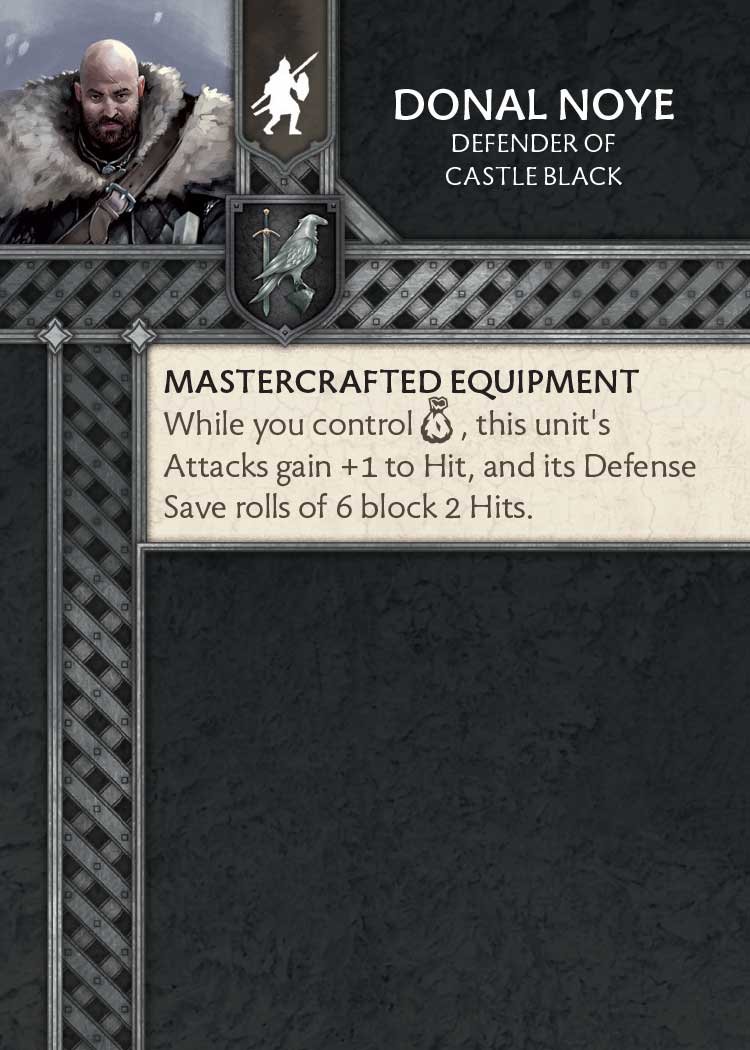 DONAL NOYE
DEFENDER OF
CASTLE BLACK
MASTERCRAFTED EQUIPMENT
While you control , this unit's
Attacks gain +1 to Hit, and its Defense
Save rolls of 6 block 2 Hits.